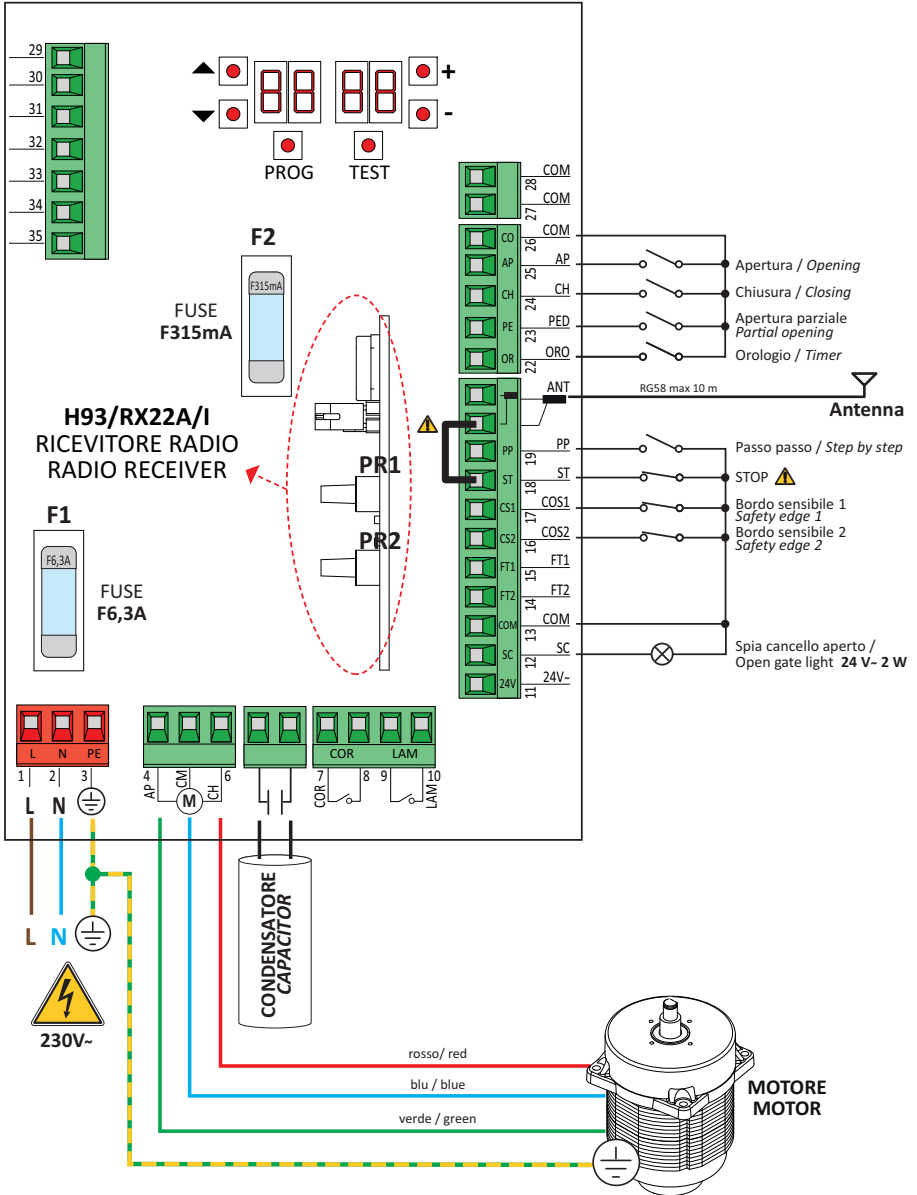 29
30
31
32
33
34
35
+
-
PROG
TEST
F2
F315mA
FUSE
F315mA
H93/RX22A/I
RICEVITORE RADIO
RADIO RECEIVER
PR1
PR2
F1
F6,3A
FUSE
F6,3A
28 COM
27 COM
CO 26 COM
AP 25 AP
Apertura / Opening
CH 24 CH
Chiusura / Closing
PE 23 PED
Apertura parziale
Partial opening
OR 22 ORO
Orologio / Timer
ANT
RG58 max 10 m
Antenna
PP 19 PP
Passo passo / Step by step
ST 18 ST
STOP
CS1 17 COS1
Bordo sensibile 1
Safety edge 1
CS2 16 COS2
Bordo sensibile 2
Safety edge 2
FT1 15 FT1
FT2 14 FT2
COM 13 COM
SC 12 SC
Spia cancello aperto /
Open gate light 24 V~ 2 W
24V 11 24V~
L N PE
COR LAM
1 2 3
4 6
7 8 9 10
AP CM CH
M
COR LAM
L N
L N
230V~
CONDENSATORE
CAPACITOR
rosso/ red
blu / blue
verde / green
MOTORE
MOTOR